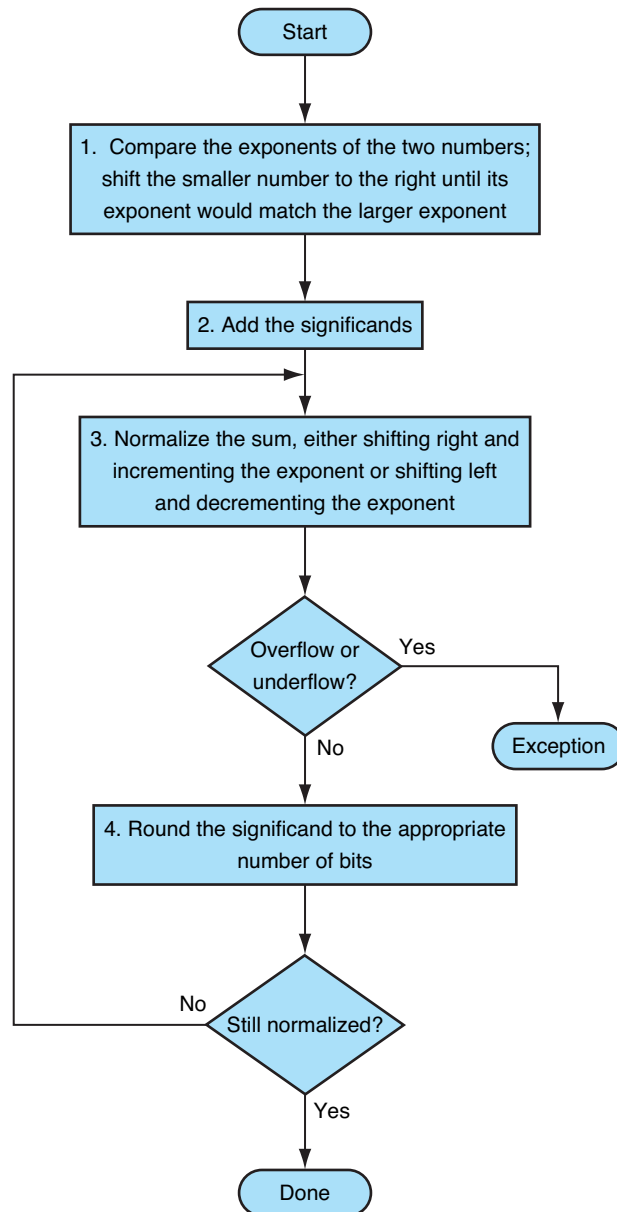 Start
1. Compare the exponents of the two numbers;
shift the smaller number to the right until its
exponent would match the larger exponent
2. Add the significands
3. Normalize the sum, either shifting right and
incrementing the exponent or shifting left
and decrementing the exponent
Overflow or
underflow?
Yes
Exception
No
4. Round the significand to the appropriate
number of bits
No
Still normalized?
Yes
Done